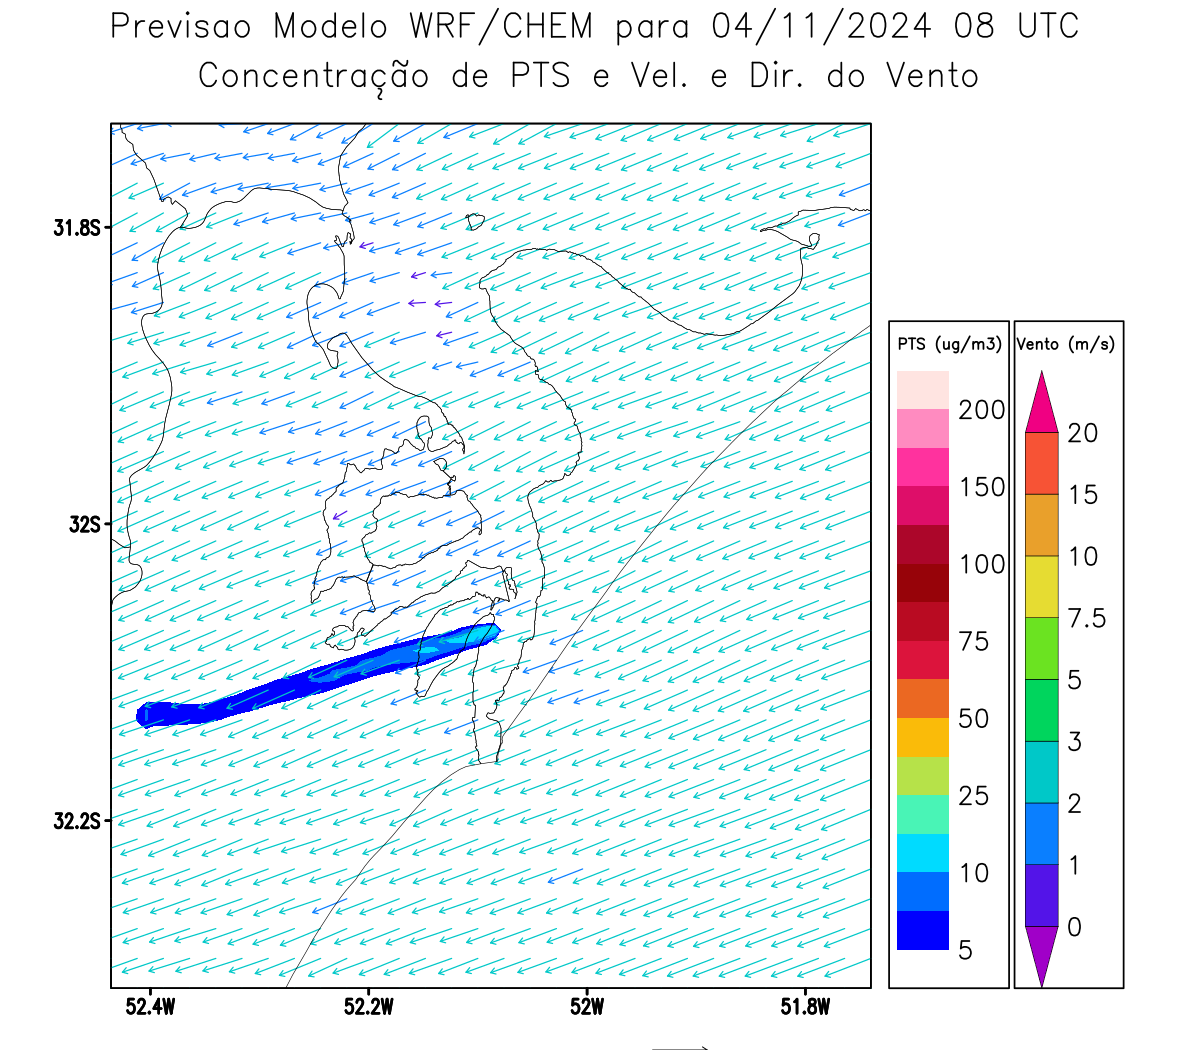 Previsao Modelo WRF/CHEM para 04/11/2024 08 UTC
Concentração de PTS e Vel. e Dir. do Vento
31.8S
32S
32.2S
52.4W 52.2W 52W 51.8W
PTS (ug/m3)
200
150
100
75
50
25
10
5
Vento (m/s)
20
15
10
7.5
5
3
2
1
0